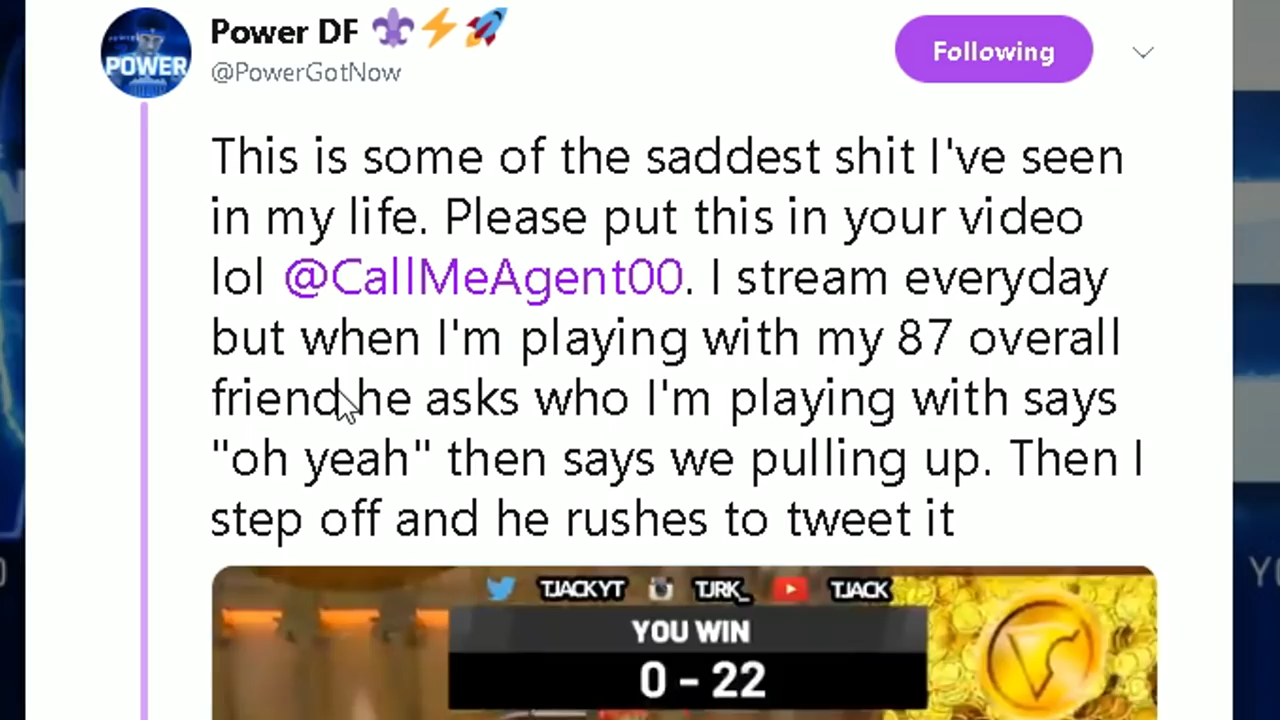 Power DF
@PowerGotNow
Following
POWER
This is some of the saddest shit I've seen
in my life. Please put this in your video
lol @CallMeAgent00. I stream everyday
but when I'm playing with my 87 overall
friend he asks who I'm playing with says
"oh yeah" then says we pulling up. Then I
step off and he rushes to tweet it
TJACKYT TJRK_ TJACK
YOU WIN
0 - 22